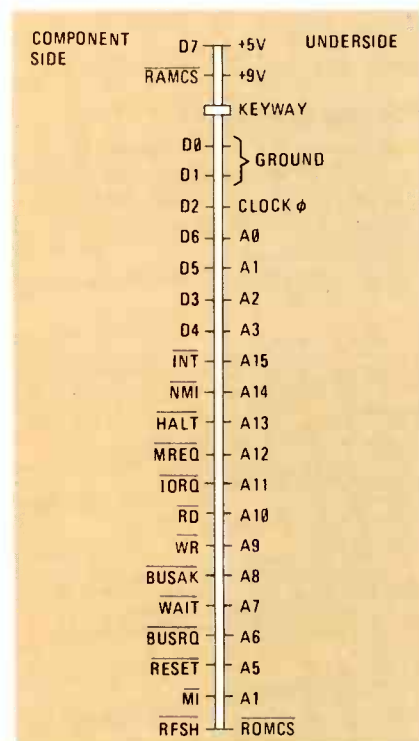 COMPONENT SIDE
UNDERSIDE
D7 +5V
RAMCS +9V
KEYWAY
D0
D1
GROUND
D2 CLOCK ϕ
D6 A0
D5 A1
D3 A2
D4 A3
INT A15
NMI A14
HALT A13
MREQ A12
IORQ A11
RD A10
WR A9
BUSAK A8
WAIT A7
BUSRQ A6
RESET A5
MI A1
RFSH ROMCS